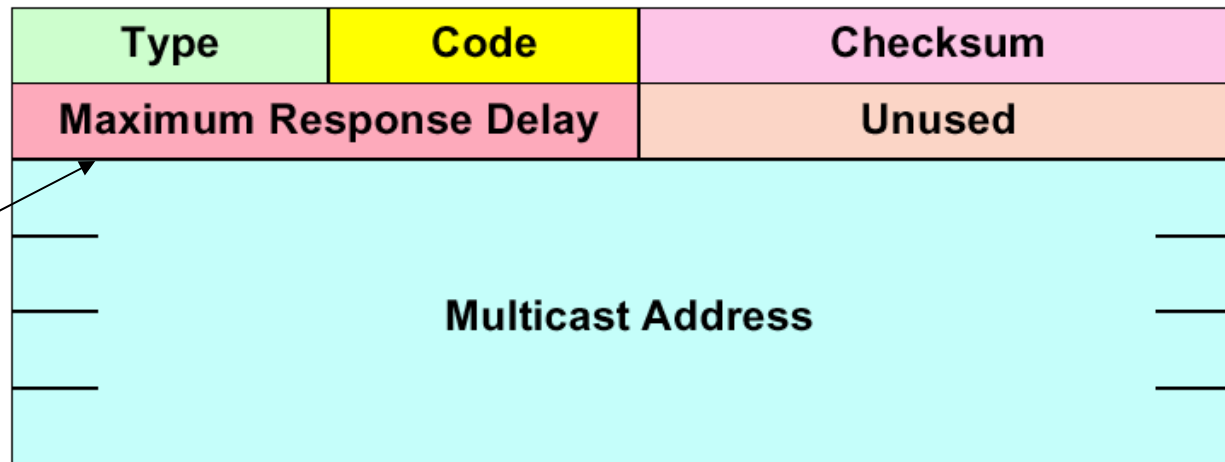 Type Code Checksum
Maximum Response Delay Unused
Multicast Address